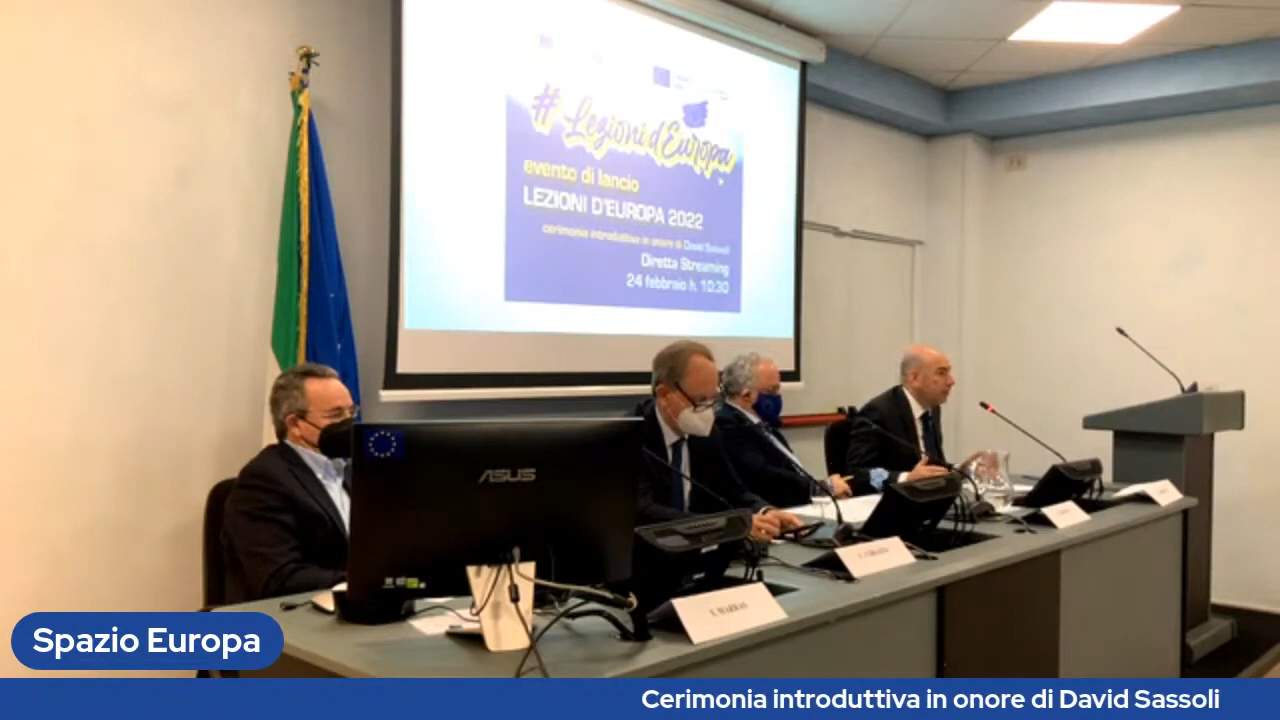 # Lezioni d'Europa
evento di lancio
LEZIONI D'EUROPA 2022
cerimonia introduttiva in onore di David Sassoli
Diretta Streaming
24 febbraio h. 10:30
ASUS
Spazio Europa
Cerimonia introduttiva in onore di David Sassoli